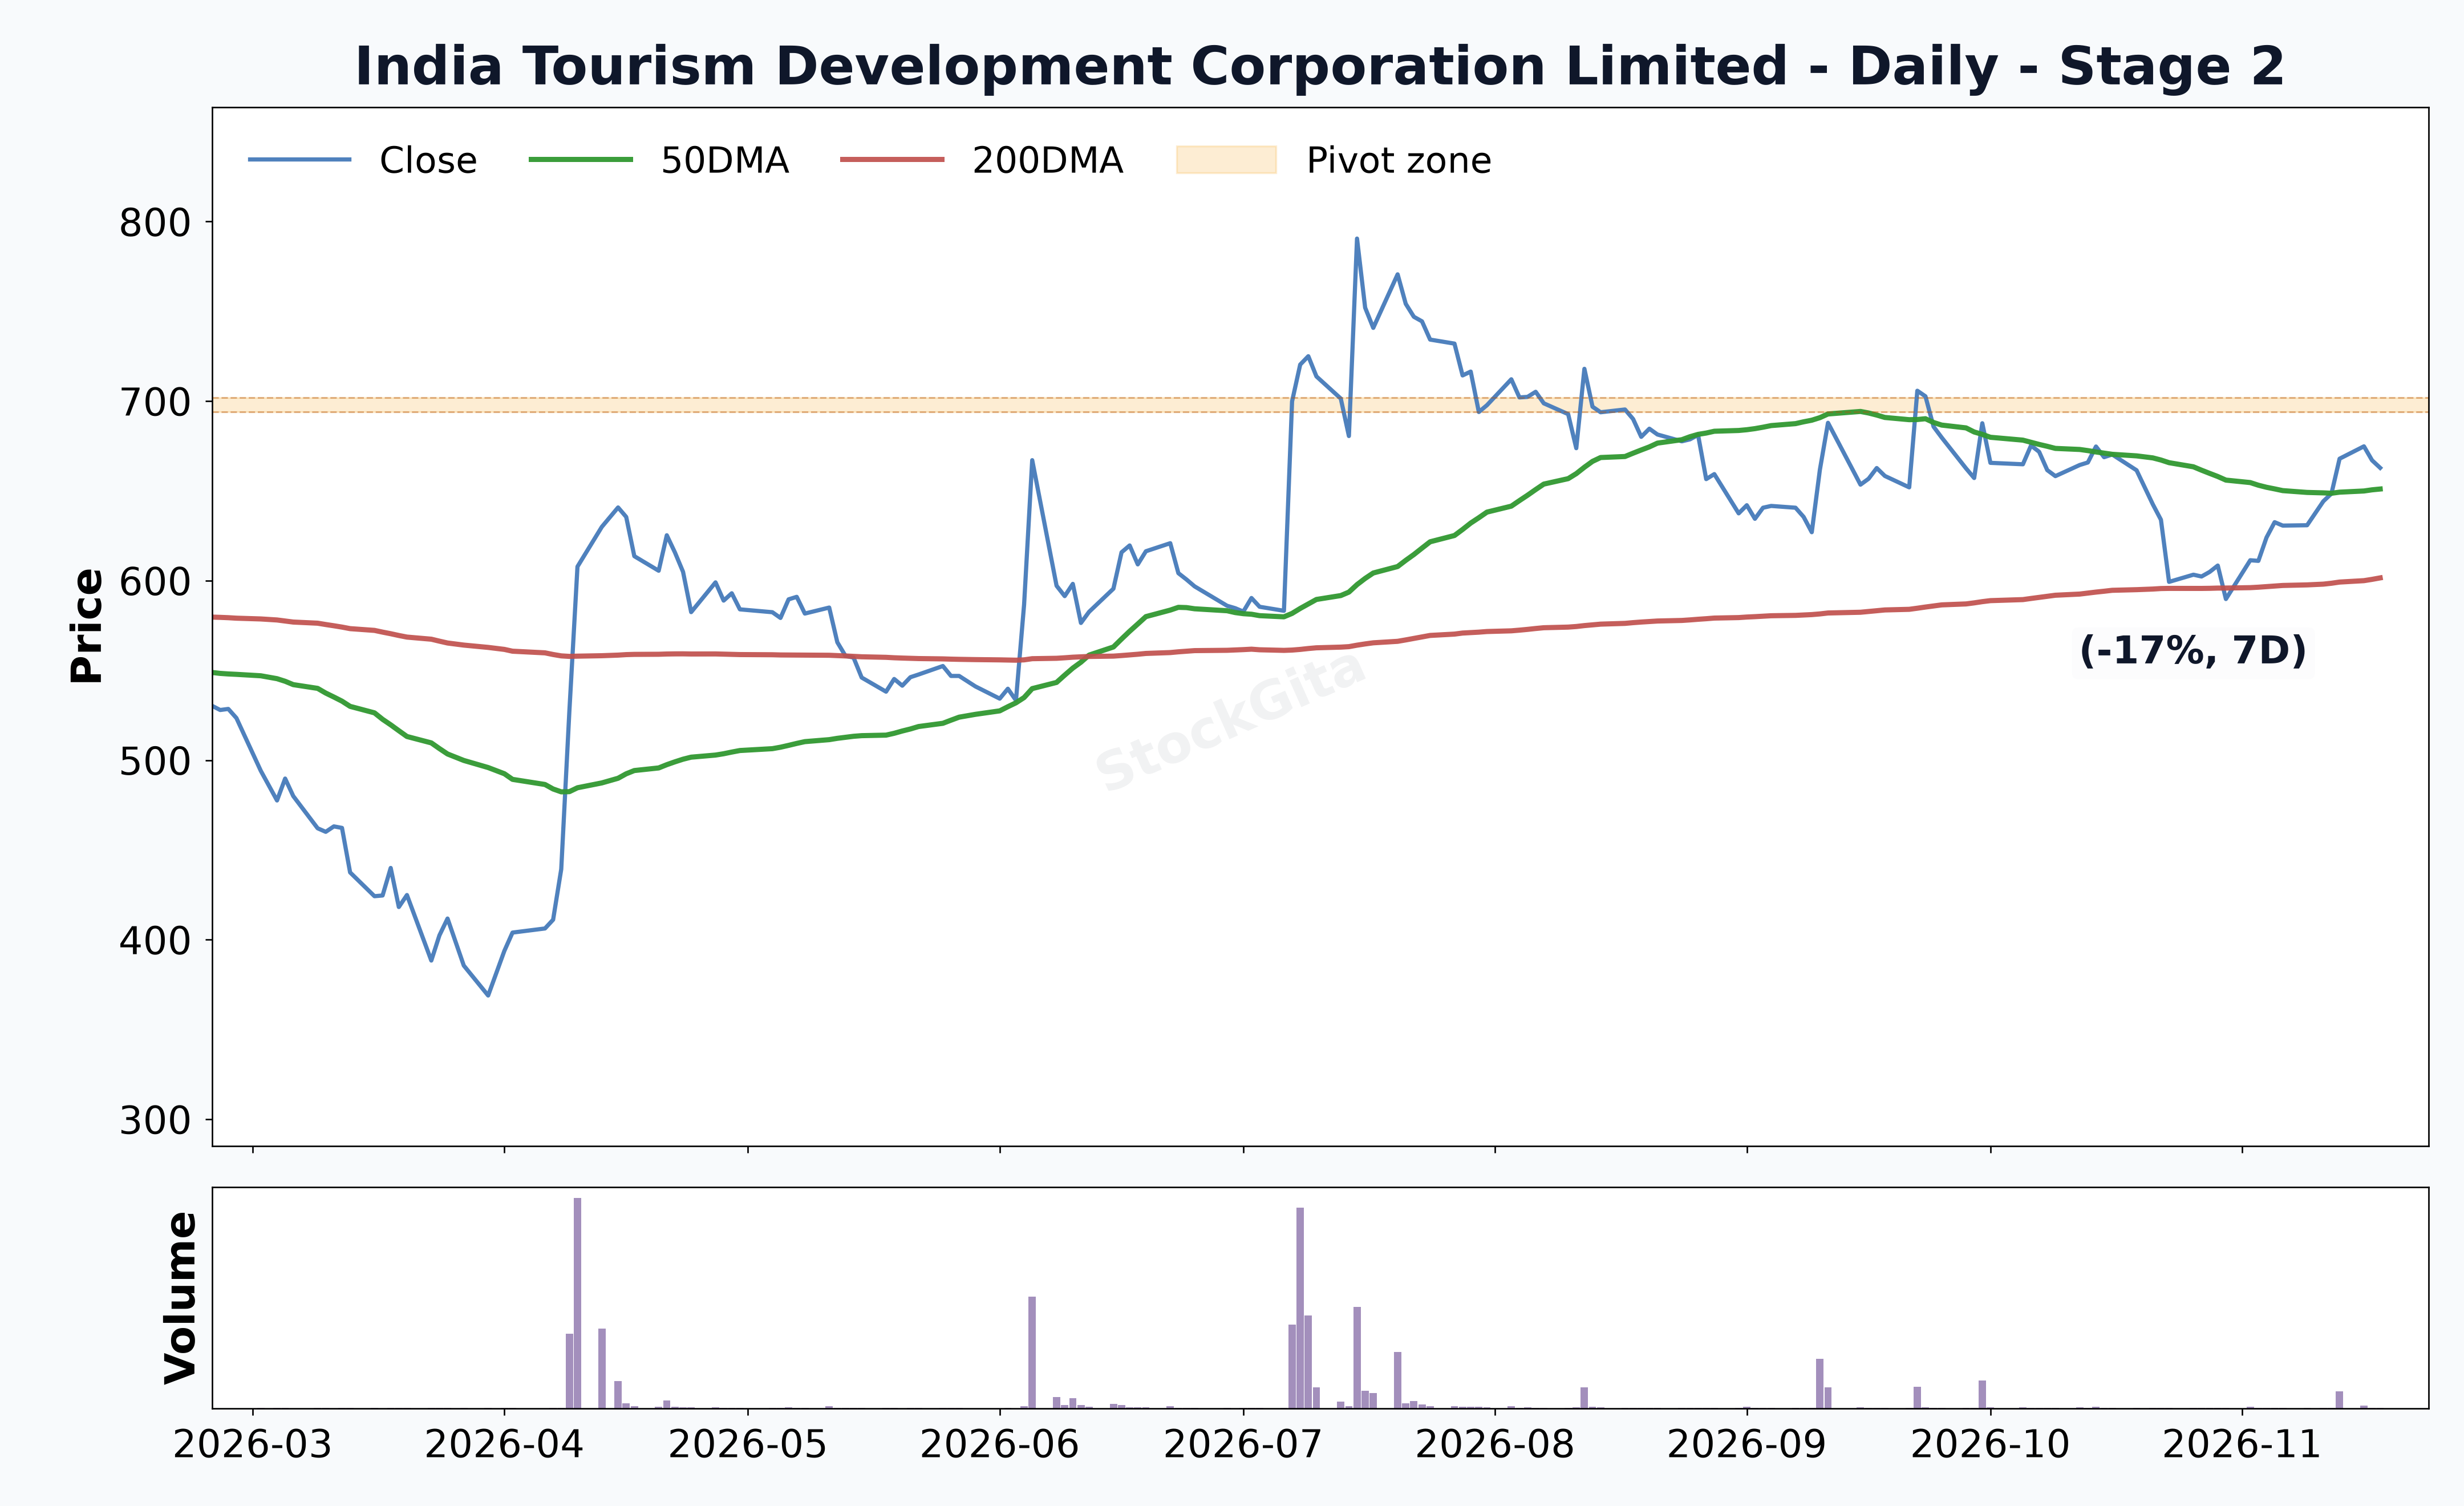 India Tourism Development Corporation Limited - Daily - Stage 2
Close 50DMA 200DMA Pivot zone
800
700
600
500
400
300
Price
(-17%, 7D)
StockGita
Volume
2026-03 2026-04 2026-05 2026-06 2026-07 2026-08 2026-09 2026-10 2026-11